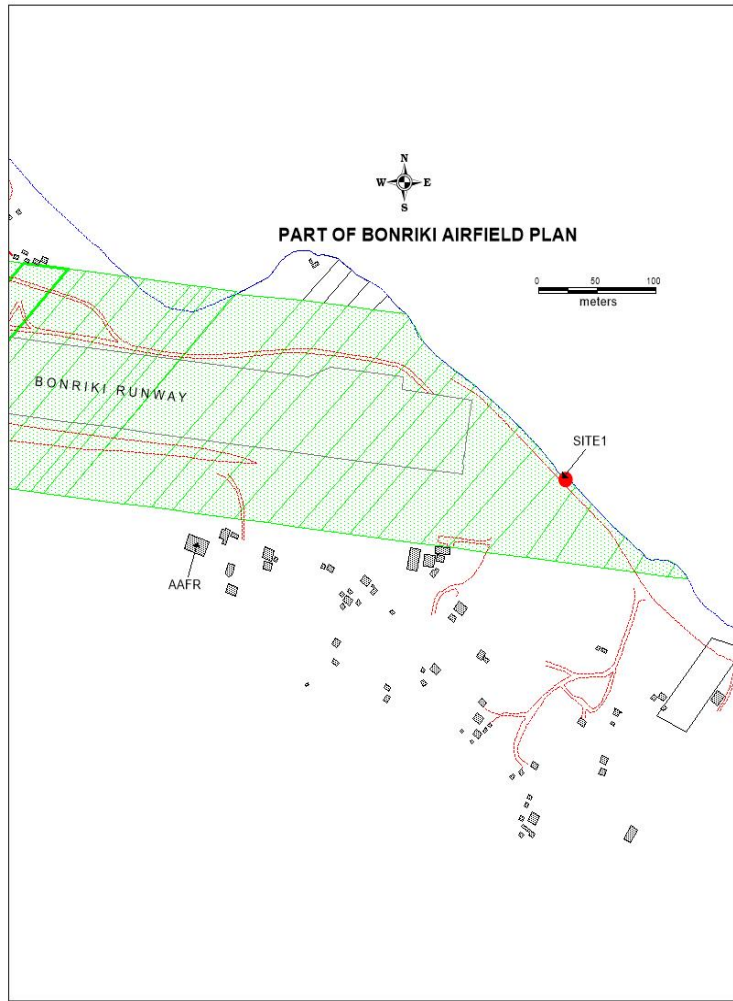 N
W E
S
PART OF BONRIKI AIRFIELD PLAN
0 50 100
meters
BONRIKI RUNWAY
SITE1
AAFR